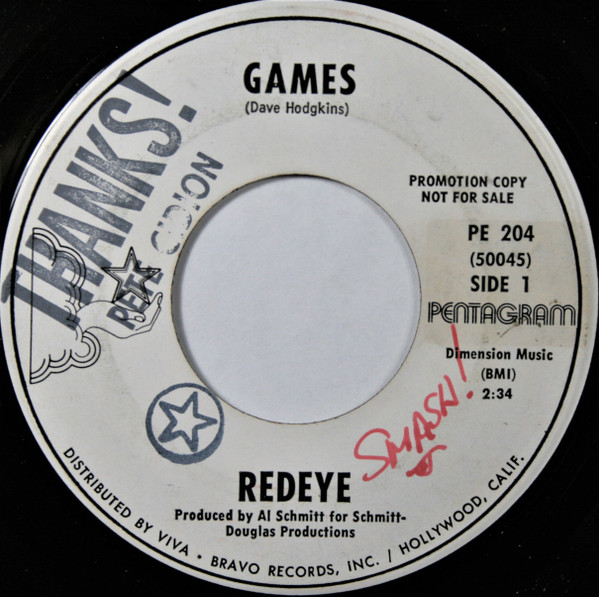 GAMES
(Dave Hodgkins)
THANKS!
PETE GIDION
PROMOTION COPY
NOT FOR SALE
PE 204
(50045)
SIDE 1
PENTAGRAM
Dimension Music
(BMI)
2:34
SMASH!
REDEYE
Produced by Al Schmitt for Schmitt-
Douglas Productions
DISTRIBUTED BY VIVA • BRAVO RECORDS, INC. / HOLLYWOOD, CALIF.